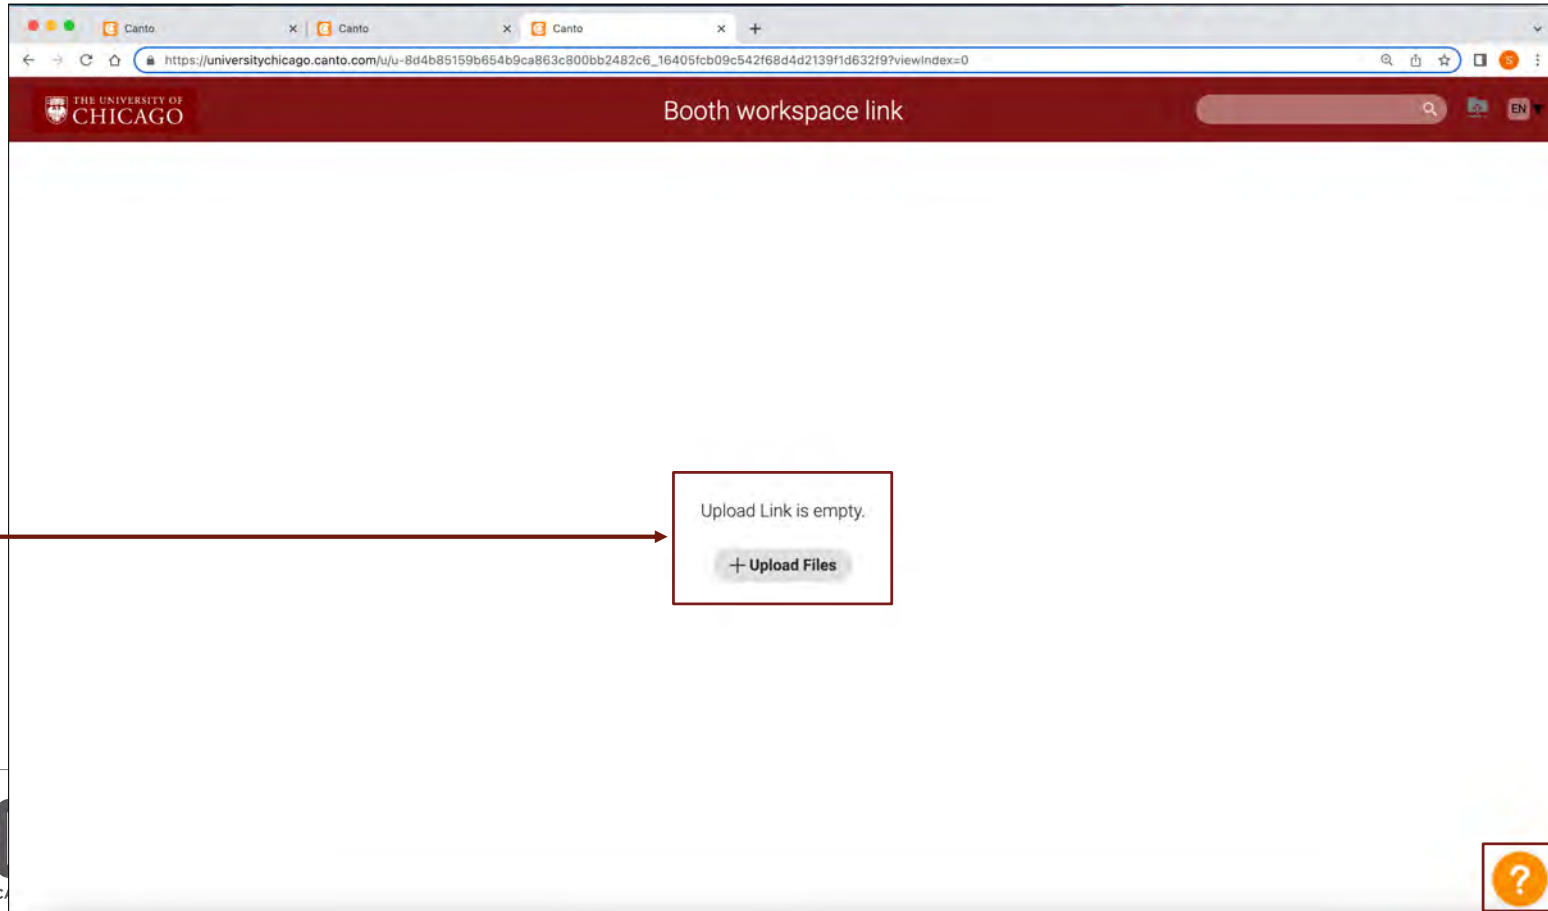 Canto
Canto
Canto
https://universitychicago.canto.com/u/u-8d4b85159b654b9ca863c800bb2482c6_16405fcb09c542f68d4d2139f1d632f9?viewIndex=0
S
THE UNIVERSITY OF
CHICAGO
Booth workspace link
EN
Upload Link is empty.
+ Upload Files
?